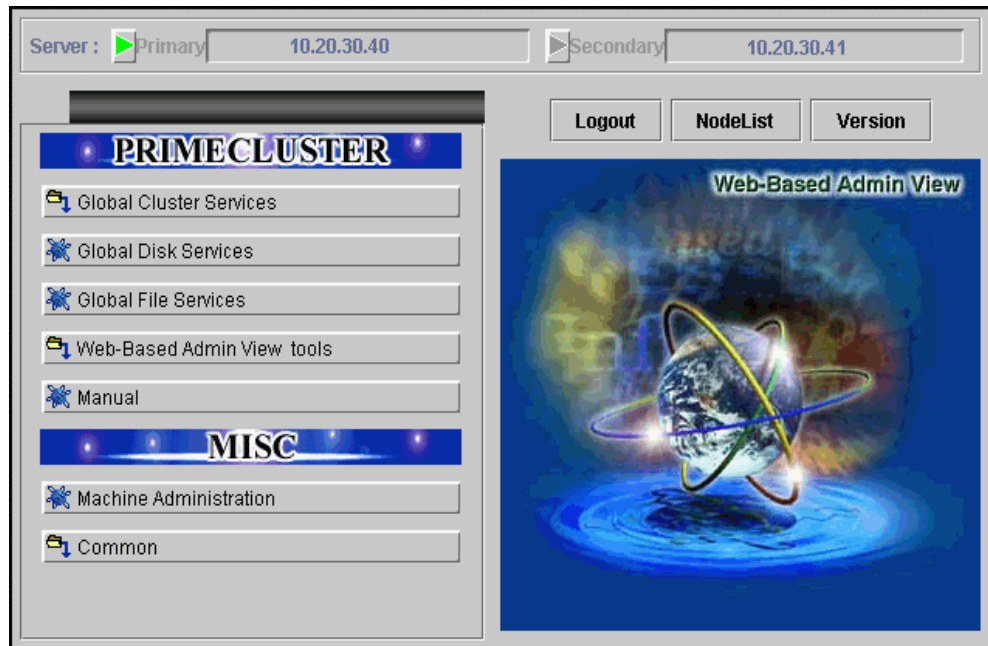 Server : Primary 10.20.30.40 Secondary 10.20.30.41
Logout NodeList Version
PRIMECLUSTER
Global Cluster Services
Global Disk Services
Global File Services
Web-Based Admin View tools
Manual
MISC
Machine Administration
Common
Web-Based Admin View